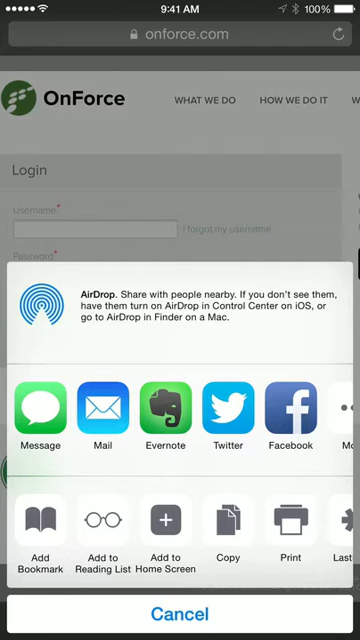 9:41 AM
100%
onforce.com
OnForce
WHAT WE DO
HOW WE DO IT
W
Login
Username*
I forgot my username
Password*
AirDrop. Share with people nearby. If you don't see them,
have them turn on AirDrop in Control Center on iOS, or
go to AirDrop in Finder on a Mac.
Message
Mail
Evernote
Twitter
Facebook
Mo
Add
Bookmark
Add to
Reading List
Add to
Home Screen
Copy
Print
Last
Cancel